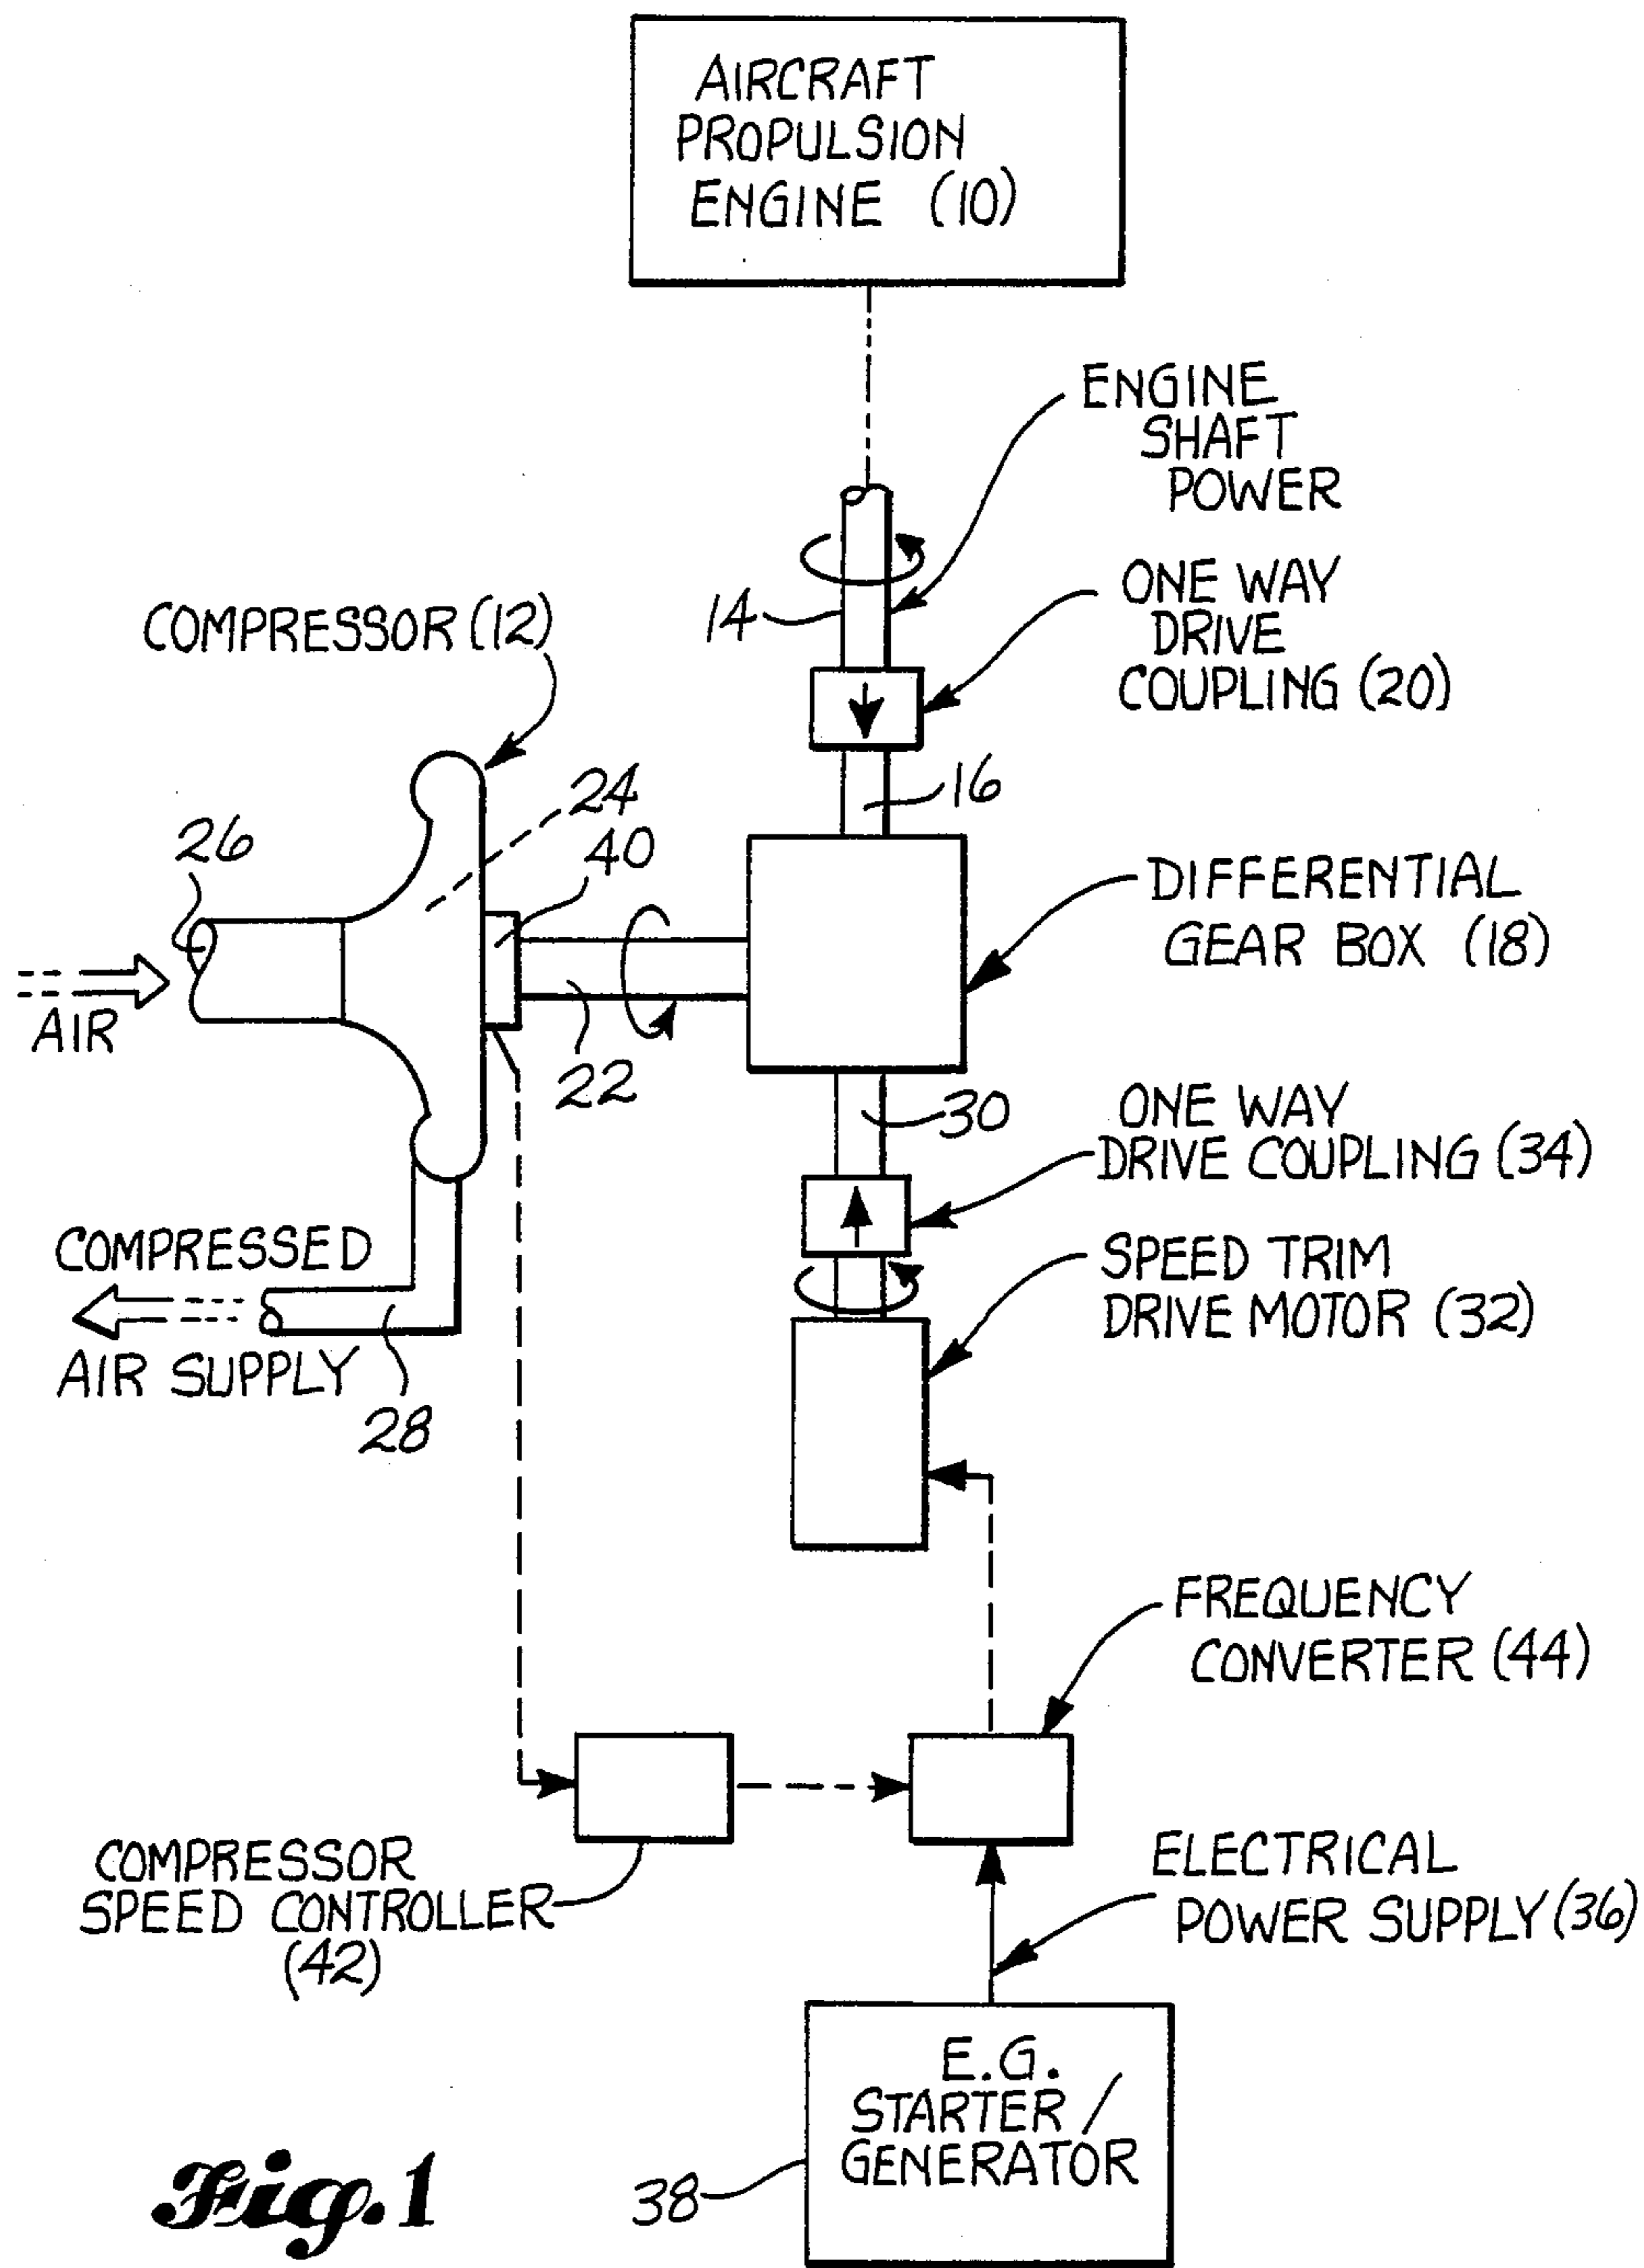 AIRCRAFT
PROPULSION
ENGINE (10)
ENGINE
SHAFT
POWER
14
ONE WAY
DRIVE
COUPLING (20)
COMPRESSOR (12)
24
16
40
26
DIFFERENTIAL
GEAR BOX (18)
AIR
22
30
ONE WAY
DRIVE COUPLING (34)
COMPRESSED
AIR SUPPLY
28
SPEED TRIM
DRIVE MOTOR (32)
FREQUENCY
CONVERTER (44)
COMPRESSOR
SPEED CONTROLLER
(42)
ELECTRICAL
POWER SUPPLY (36)
E.G.
STARTER /
GENERATOR
38
Fig. 1